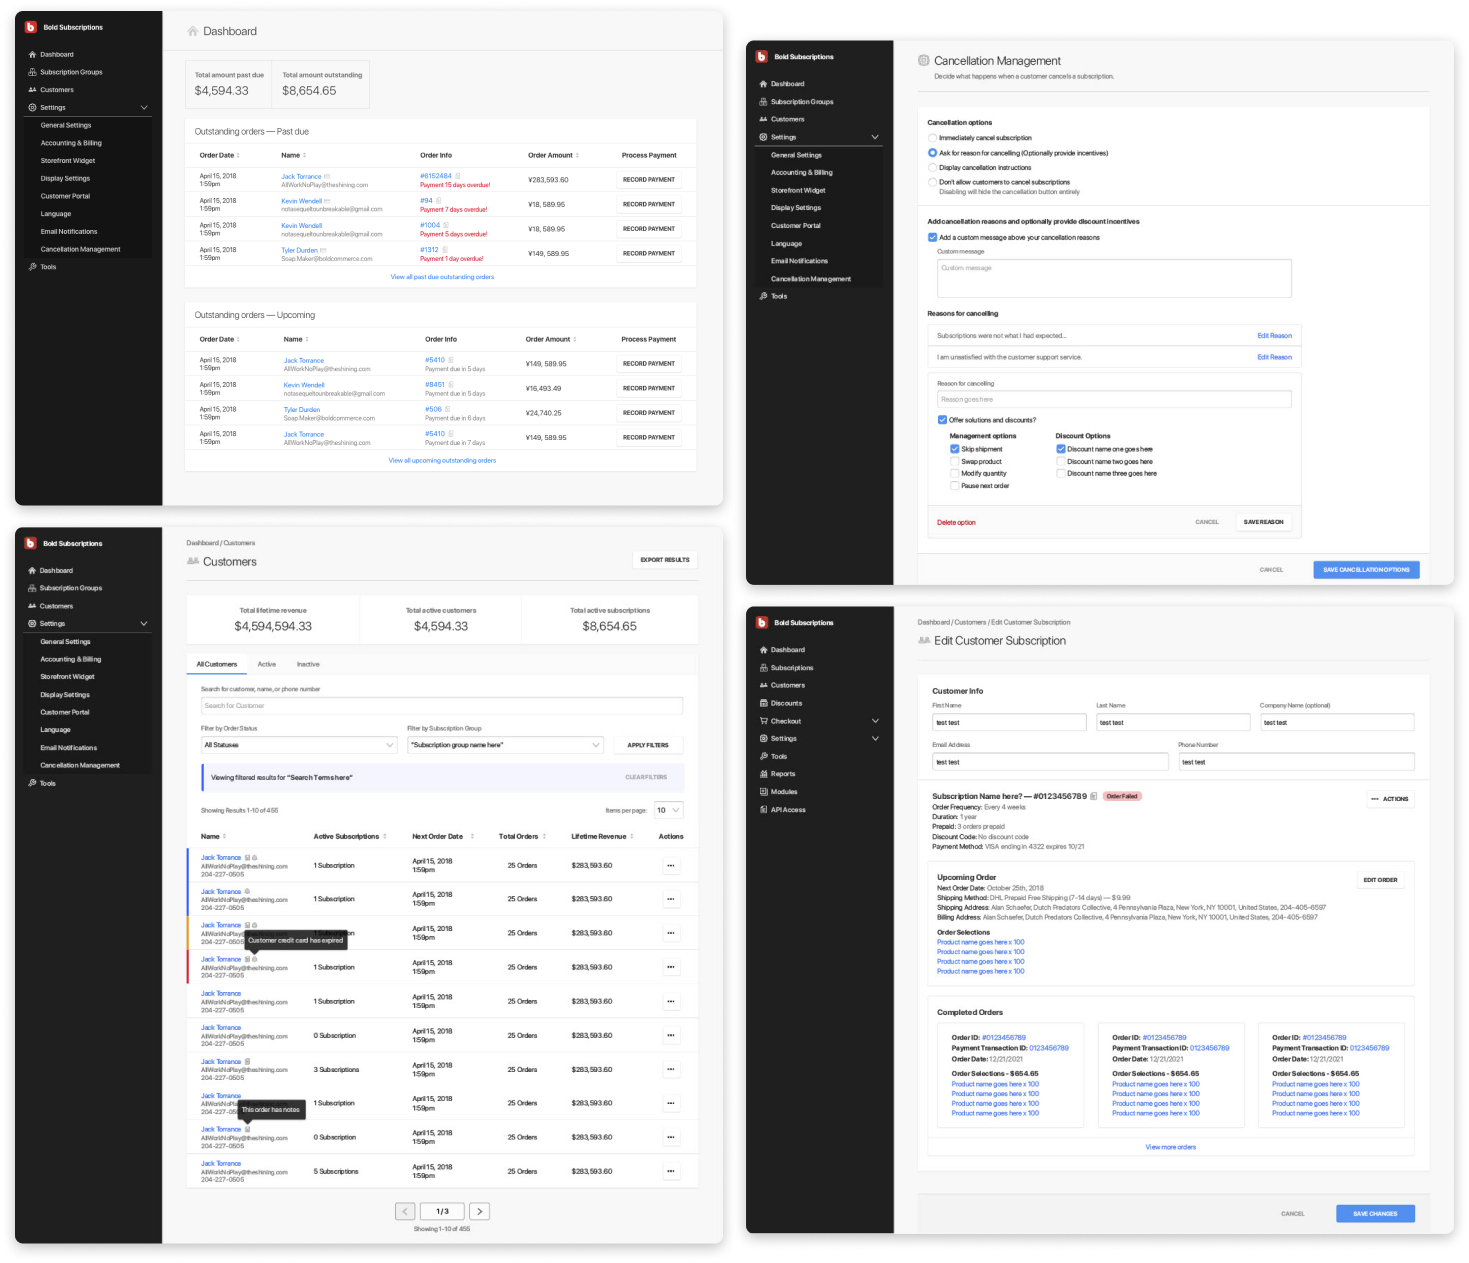 Bold Subscriptions
Dashboard
Subscription Groups
Customers
Settings
General Settings
Accounting & Billing
Storefront Widget
Display Settings
Customer Portal
Language
Email Notifications
Cancellation Management
Tools
Dashboard
Total amount past due
$4,594.33
Total amount outstanding
$8,654.65
Outstanding orders — Past due
Order Date Name Order Info Order Amount Process Payment
April 15, 2018 Jack Torrance #6152484 ¥283,593.60 RECORD PAYMENT
1:59pm AllWorkNoPlay@theshining.com Payment 15 days overdue!
April 15, 2018 Kevin Wendell #94 ¥18, 589.95 RECORD PAYMENT
1:59pm notasequeltounbreakable@gmail.com Payment 7 days overdue!
April 15, 2018 Kevin Wendell #1004 ¥18, 589.95 RECORD PAYMENT
1:59pm notasequeltounbreakable@gmail.com Payment 5 days overdue!
April 15, 2018 Tyler Durden #1312 ¥149, 589.95 RECORD PAYMENT
1:59pm Soap.Maker@boldcommerce.com Payment 1 day overdue!
View all past due outstanding orders
Outstanding orders — Upcoming
Order Date Name Order Info Order Amount Process Payment
April 15, 2018 Jack Torrance #5410 ¥149, 589.95 RECORD PAYMENT
1:59pm AllWorkNoPlay@theshining.com Payment due in 5 days
April 15, 2018 Kevin Wendell #8451 ¥16,493.49 RECORD PAYMENT
1:59pm notasequeltounbreakable@gmail.com Payment due in 5 days
April 15, 2018 Tyler Durden #506 ¥24,740.25 RECORD PAYMENT
1:59pm Soap.Maker@boldcommerce.com Payment due in 6 days
April 15, 2018 Jack Torrance #5410 ¥149, 589.95 RECORD PAYMENT
1:59pm AllWorkNoPlay@theshining.com Payment due in 7 days
View all upcoming outstanding orders
Bold Subscriptions
Dashboard
Subscription Groups
Customers
Settings
General Settings
Accounting & Billing
Storefront Widget
Display Settings
Customer Portal
Language
Email Notifications
Cancellation Management
Tools
Cancellation Management
Decide what happens when a customer cancels a subscription.
Cancellation options
Immediately cancel subscription
Ask for reason for cancelling (Optionally provide incentives)
Display cancellation instructions
Don't allow customers to cancel subscriptions
Disabling will hide the cancellation button entirely
Add cancellation reasons and optionally provide discount incentives
Add a custom message above your cancellation reasons
Custom message
Custom message
Reasons for cancelling
Subscriptions were not what I had expected... Edit Reason
I am unsatisfied with the customer support service. Edit Reason
Reason for cancelling
Reason goes here
Offer solutions and discounts?
Management options Discount Options
Skip shipment Discount name one goes here
Swap product Discount name two goes here
Modify quantity Discount name three goes here
Pause next order
Delete option CANCEL SAVE REASON
CANCEL SAVE CANCELLATION OPTIONS
Bold Subscriptions
Dashboard
Subscription Groups
Customers
Settings
General Settings
Accounting & Billing
Storefront Widget
Display Settings
Customer Portal
Language
Email Notifications
Cancellation Management
Tools
Dashboard / Customers
Customers
EXPORT RESULTS
Total lifetime revenue Total active customers Total active subscriptions
$4,594,594.33 $4,594.33 $8,654.65
All Customers Active Inactive
Search for customer, name, or phone number
Search for Customer
Filter by Order Status Filter by Subscription Group
All Statuses "Subscription group name here" APPLY FILTERS
Viewing filtered results for "Search Terms here" CLEAR FILTERS
Showing Results 1-10 of 455 Items per page: 10
Name Active Subscriptions Next Order Date Total Orders Lifetime Revenue Actions
Jack Torrance
AllWorkNoPlay@theshining.com 1 Subscription April 15, 2018 1:59pm 25 Orders $283,593.60
204-227-0505
Jack Torrance
AllWorkNoPlay@theshining.com 1 Subscription April 15, 2018 1:59pm 25 Orders $283,593.60
204-227-0505
Jack Torrance
AllWorkNoPlay April 15, 2018 1:59pm 25 Orders $283,593.60
204-227-0505
Customer credit card has expired
Jack Torrance
AllWorkNoPlay@theshining.com 1 Subscription April 15, 2018 1:59pm 25 Orders $283,593.60
204-227-0505
Jack Torrance
AllWorkNoPlay@theshining.com 1 Subscription April 15, 2018 1:59pm 25 Orders $283,593.60
204-227-0505
Jack Torrance
AllWorkNoPlay@theshining.com 0 Subscription April 15, 2018 1:59pm 25 Orders $283,593.60
204-227-0505
Jack Torrance
AllWorkNoPlay@theshining.com 3 Subscriptions April 15, 2018 1:59pm 25 Orders $283,593.60
204-227-0505
Jack Torrance
AllWorkNoPlay 1 Subscription April 15, 2018 1:59pm 25 Orders $283,593.60
204-227-050
This order has notes
Jack Torrance
AllWorkNoPlay@theshining.com 0 Subscription April 15, 2018 1:59pm 25 Orders $283,593.60
204-227-0505
Jack Torrance
AllWorkNoPlay@theshining.com 5 Subscriptions April 15, 2018 1:59pm 25 Orders $283,593.60
204-227-0505
1 / 3
Showing 1-10 of 455
Bold Subscriptions
Dashboard
Subscriptions
Customers
Discounts
Checkout
Settings
Tools
Reports
Modules
API Access
Dashboard / Customers / Edit Customer Subscription
Edit Customer Subscription
Customer Info
First Name Last Name Company Name (optional)
test test test test test test
Email Address Phone Number
test test test test
Subscription Name here? — #0123456789 Order Failed ACTIONS
Order Frequency: Every 4 weeks
Duration: 1 year
Prepaid: 3 orders prepaid
Discount Code: No discount code
Payment Method: VISA ending in 4322 expires 10/21
Upcoming Order EDIT ORDER
Next Order Date: October 25th, 2018
Shipping Method: DHL Prepaid Free Shipping (7-14 days) — $9.99
Shipping Address: Alan Schaefer, Dutch Predators Collective, 4 Pennsylvania Plaza, New York, NY 10001, United States, 204-405-6597
Billing Address: Alan Schaefer, Dutch Predators Collective, 4 Pennsylvania Plaza, New York, NY 10001, United States, 204-405-6597
Order Selections
Product name goes here x 100
Product name goes here x 100
Product name goes here x 100
Product name goes here x 100
Completed Orders
Order ID: #0123456789 Order ID: #0123456789 Order ID: #0123456789
Payment Transaction ID: 0123456789 Payment Transaction ID: 0123456789 Payment Transaction ID: 0123456789
Order Date: 12/21/2021 Order Date: 12/21/2021 Order Date: 12/21/2021
Order Selections - $654.65 Order Selections - $654.65 Order Selections - $654.65
Product name goes here x 100 Product name goes here x 100 Product name goes here x 100
Product name goes here x 100 Product name goes here x 100 Product name goes here x 100
Product name goes here x 100 Product name goes here x 100 Product name goes here x 100
Product name goes here x 100 Product name goes here x 100 Product name goes here x 100
View more orders
CANCEL SAVE CHANGES